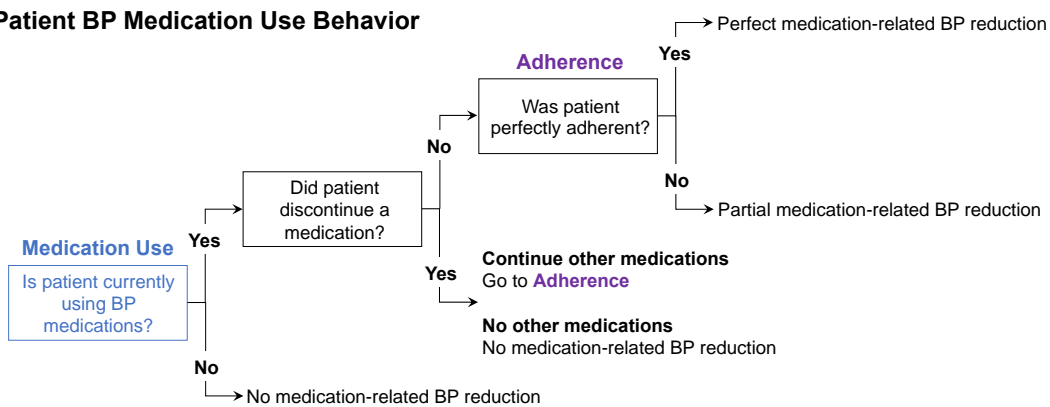 Patient BP Medication Use Behavior
Perfect medication-related BP reduction
Yes
Adherence
Was patient
perfectly adherent?
No
No
Partial medication-related BP reduction
Did patient
discontinue a
medication?
Yes
Medication Use
Is patient currently
using BP
medications?
Yes
Continue other medications
Go to Adherence
No other medications
No medication-related BP reduction
No
No medication-related BP reduction